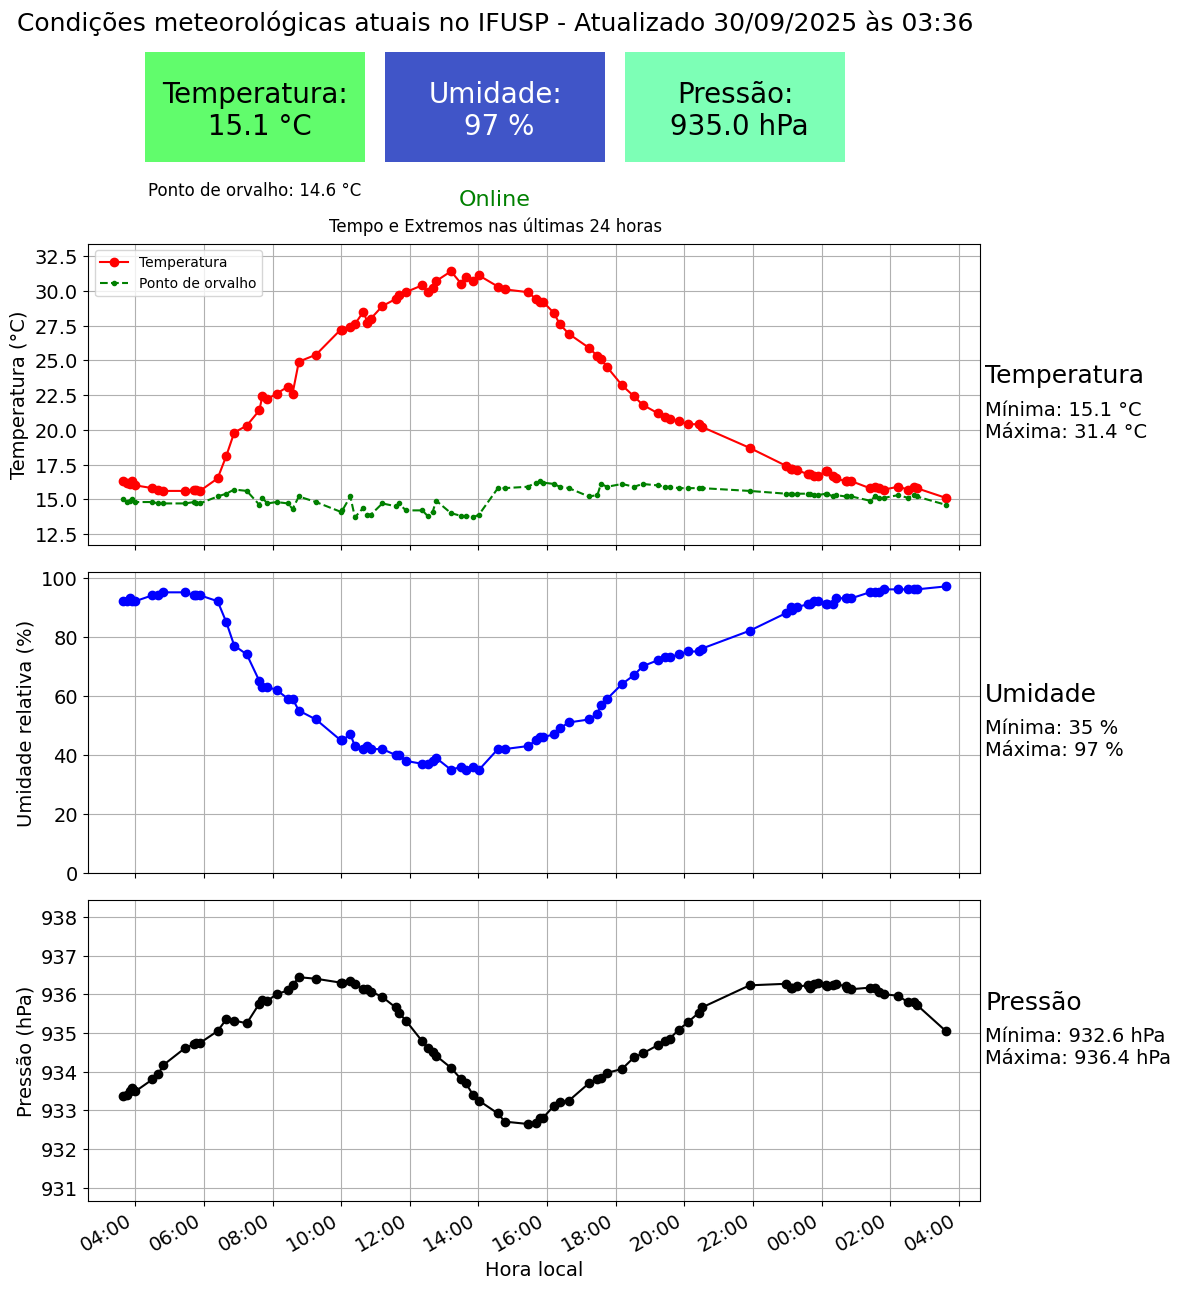 Condições meteorológicas atuais no IFUSP - Atualizado 30/09/2025 às 03:36
Temperatura:
15.1 °C
Umidade:
97 %
Pressão:
935.0 hPa
Ponto de orvalho: 14.6 °C
Online
Tempo e Extremos nas últimas 24 horas
Temperatura
Ponto de orvalho
Temperatura (°C)
32.5
30.0
27.5
25.0
22.5
20.0
17.5
15.0
12.5
Temperatura
Mínima: 15.1 °C
Máxima: 31.4 °C
Umidade relativa (%)
100
80
60
40
20
0
Umidade
Mínima: 35 %
Máxima: 97 %
Pressão (hPa)
938
937
936
935
934
933
932
931
Pressão
Mínima: 932.6 hPa
Máxima: 936.4 hPa
04:00 06:00 08:00 10:00 12:00 14:00 16:00 18:00 20:00 22:00 00:00 02:00 04:00
Hora local